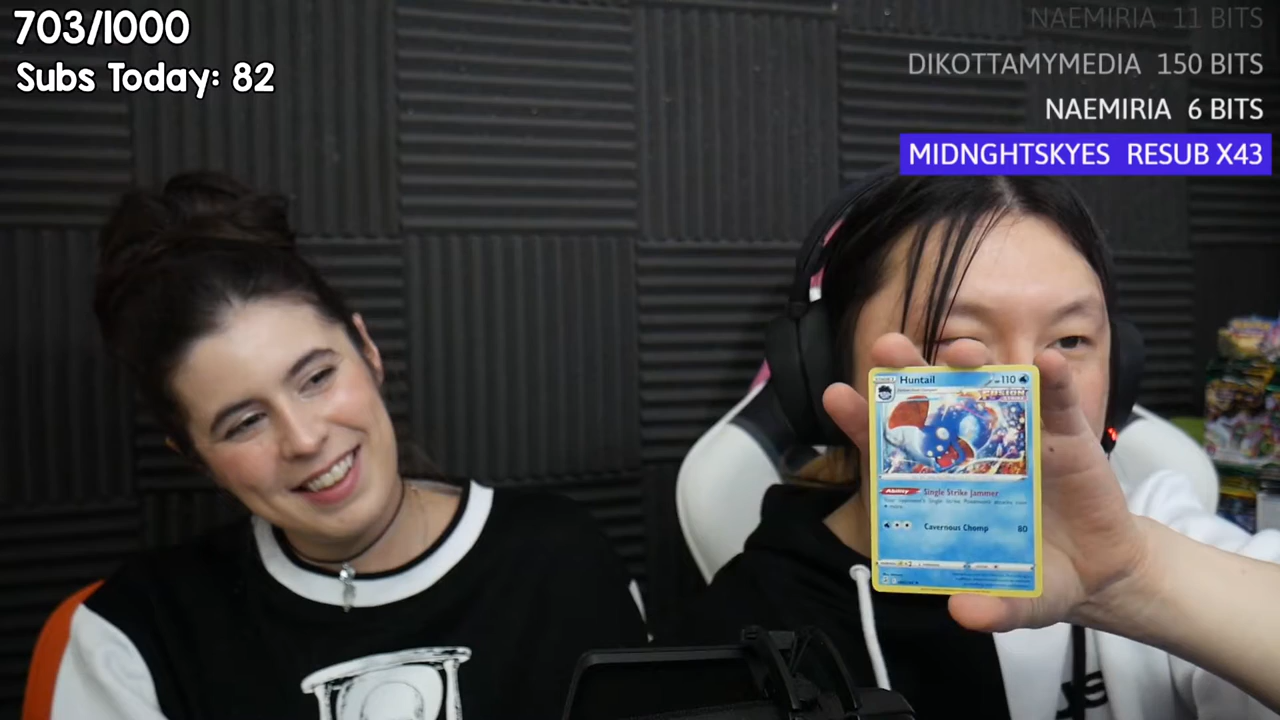 703/1000
Subs Today: 82
NAEMIRIA 11 BITS
DIKOTTAMYMEDIA 150 BITS
NAEMIRIA 6 BITS
MIDNGHTSKYES RESUB X43
Huntail
110
FUSION
Ability Single Strike Jammer
Cavernous Chomp 80